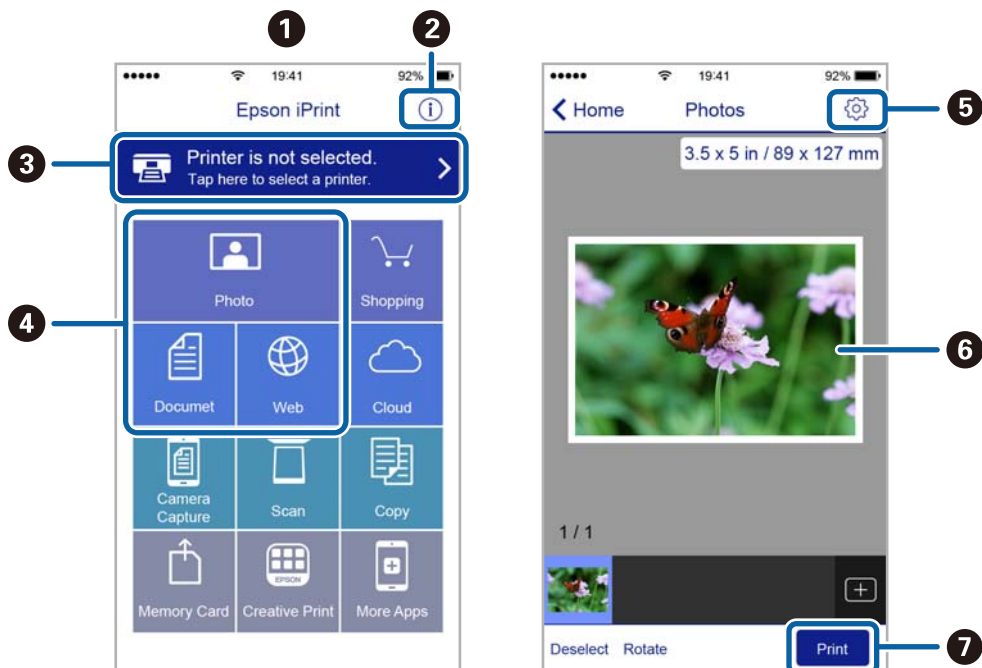 1
2
19:41
92%
Epson iPrint
i
3
Printer is not selected.
Tap here to select a printer.
4
Photo
Shopping
Documet
Web
Cloud
Camera
Capture
Scan
Copy
EPSON
Memory Card
Creative Print
More Apps
19:41
92%
Home
Photos
5
3.5 x 5 in / 89 x 127 mm
6
1 / 1
Deselect
Rotate
Print
7